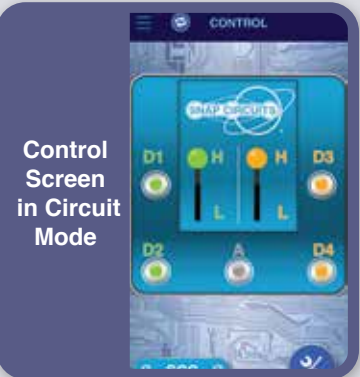 CONTROL
Control
Screen
in Circuit
Mode
SNAP CIRCUITS
D1 H H D3
L L
D2 A D4